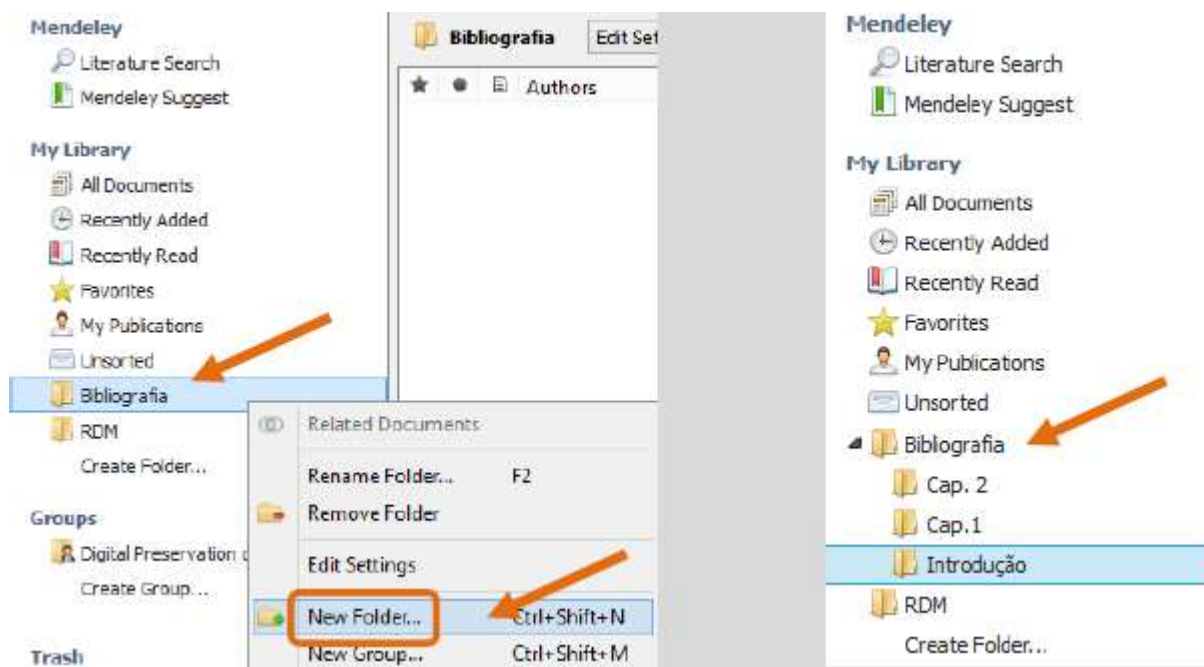 Mendeley
Literature Search
Mendeley Suggest
My Library
All Documents
Recently Added
Recently Read
Favorites
My Publications
Unsorted
Bibliografia
RDM
Create Folder...
Groups
Digital Preservation
Create Group...
Trash
Bibliografia
Edit Set
Authors
Related Documents
Rename Folder... F2
Remove Folder
Edit Settings
New Folder... Ctrl+Shift+N
New Group... Ctrl+Shift+M
Mendeley
Literature Search
Mendeley Suggest
My Library
All Documents
Recently Added
Recently Read
Favorites
My Publications
Unsorted
Bibliografia
Cap. 2
Cap.1
Introdução
RDM
Create Folder...